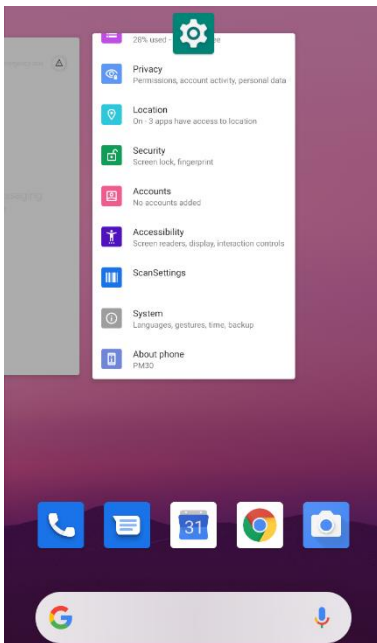 28% used -
Privacy
Permissions, account activity, personal data
Location
On - 3 apps have access to location
Security
Screen lock, fingerprint
Accounts
No accounts added
Accessibility
Screen readers, display, interaction controls
ScanSettings
System
Languages, gestures, time, backup
About phone
PM30
31
G